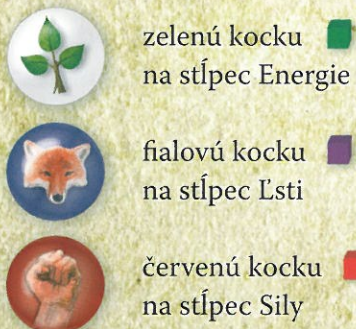 zelenú kocku
na stĺpec Energie
fialovú kocku
na stĺpec Ľsti
červenú kocku
na stĺpec Sily